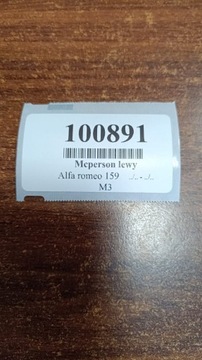 100891
Mcperson lewy
Alfa romeo 159 ../.. - ../..
M3